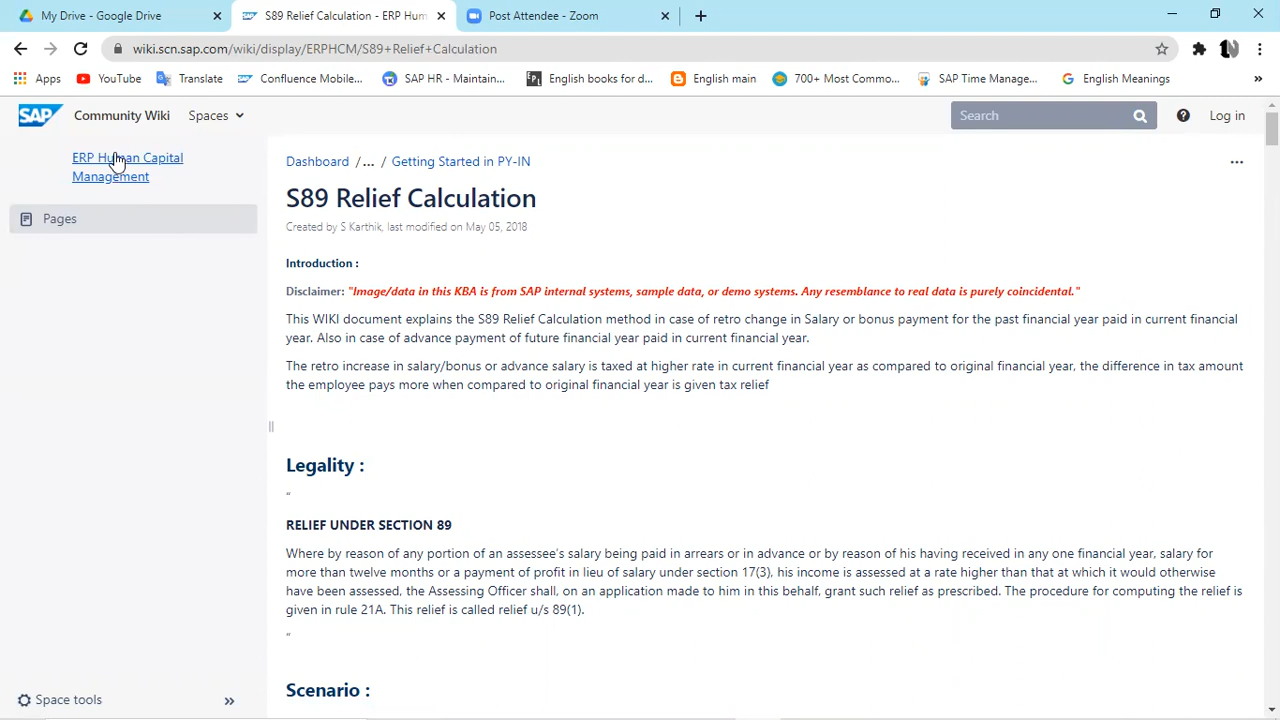 My Drive - Google Drive
S89 Relief Calculation - ERP Hum
Post Attendee - Zoom
wiki.scn.sap.com/wiki/display/ERPHCM/S89+Relief+Calculation
Apps
YouTube
Translate
Confluence Mobile...
SAP HR - Maintain...
English books for d...
English main
700+ Most Commo...
SAP Time Manage...
English Meanings
SAP
Community Wiki
Spaces
Search
Log in
ERP Human Capital
Management
Pages
Dashboard / ... / Getting Started in PY-IN
S89 Relief Calculation
Created by S Karthik, last modified on May 05, 2018
Introduction :
Disclaimer: "Image/data in this KBA is from SAP internal systems, sample data, or demo systems. Any resemblance to real data is purely coincidental."
This WIKI document explains the S89 Relief Calculation method in case of retro change in Salary or bonus payment for the past financial year paid in current financial
year. Also in case of advance payment of future financial year paid in current financial year.
The retro increase in salary/bonus or advance salary is taxed at higher rate in current financial year as compared to original financial year, the difference in tax amount
the employee pays more when compared to original financial year is given tax relief
Legality :
“
RELIEF UNDER SECTION 89
Where by reason of any portion of an assessee's salary being paid in arrears or in advance or by reason of his having received in any one financial year, salary for
more than twelve months or a payment of profit in lieu of salary under section 17(3), his income is assessed at a rate higher than that at which it would otherwise
have been assessed, the Assessing Officer shall, on an application made to him in this behalf, grant such relief as prescribed. The procedure for computing the relief is
given in rule 21A. This relief is called relief u/s 89(1).
“
Scenario :
Space tools